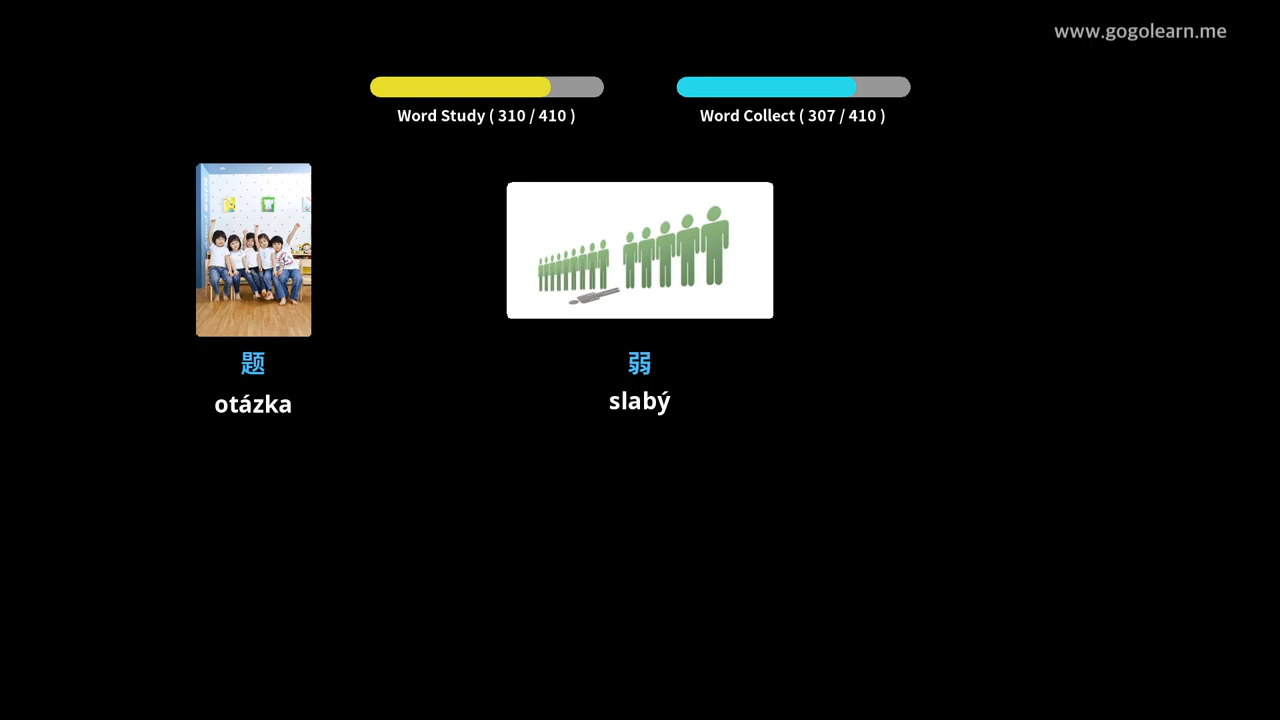 www.gogolearn.me
Word Study ( 310 / 410 )
Word Collect ( 307 / 410 )
题
otázka
弱
slabý